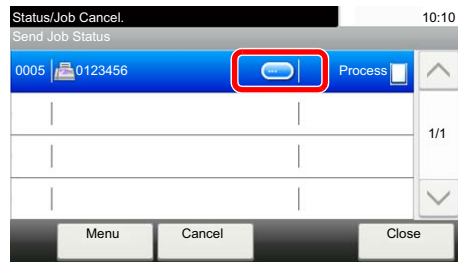 Status/Job Cancel. 10:10
Send Job Status
0005 0123456 ... Process
1/1
Menu Cancel Close